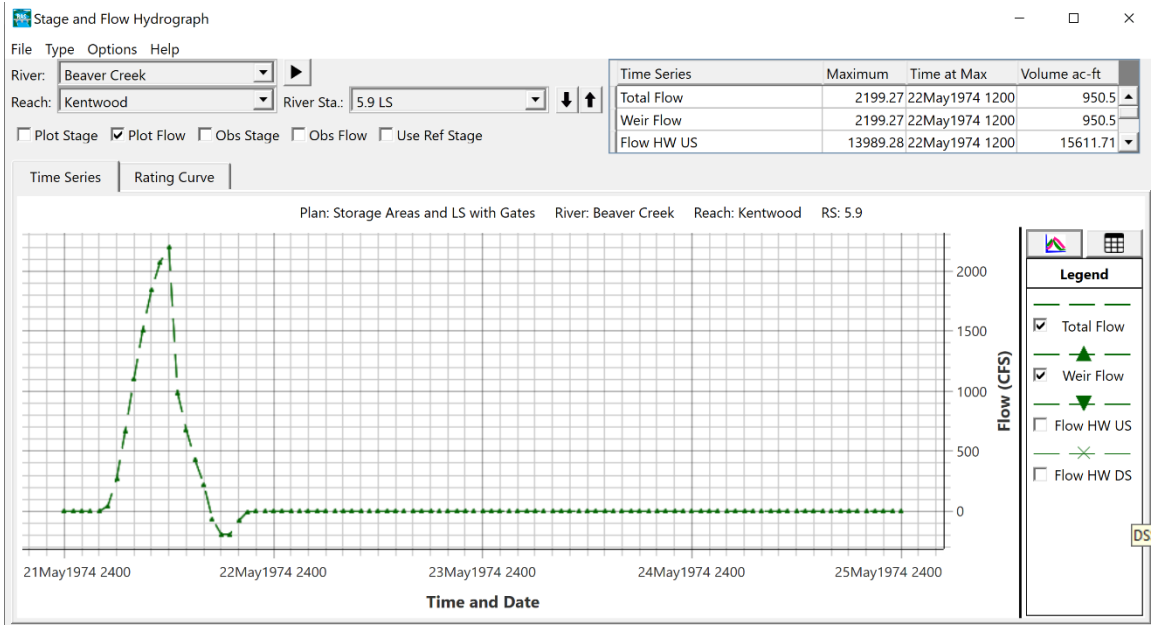 Stage and Flow Hydrograph
File Type Options Help
River: Beaver Creek
Reach: Kentwood River Sta.: 5.9 LS
Plot Stage Plot Flow Obs Stage Obs Flow Use Ref Stage
Time Series Maximum Time at Max Volume ac-ft
Total Flow 2199.27 22May1974 1200 950.5
Weir Flow 2199.27 22May1974 1200 950.5
Flow HW US 13989.28 22May1974 1200 15611.71
Time Series Rating Curve
Plan: Storage Areas and LS with Gates River: Beaver Creek Reach: Kentwood RS: 5.9
2000
1500
1000
500
0
Flow (CFS)
21May1974 2400 22May1974 2400 23May1974 2400 24May1974 2400 25May1974 2400
Time and Date
Legend
Total Flow
Weir Flow
Flow HW US
Flow HW DS